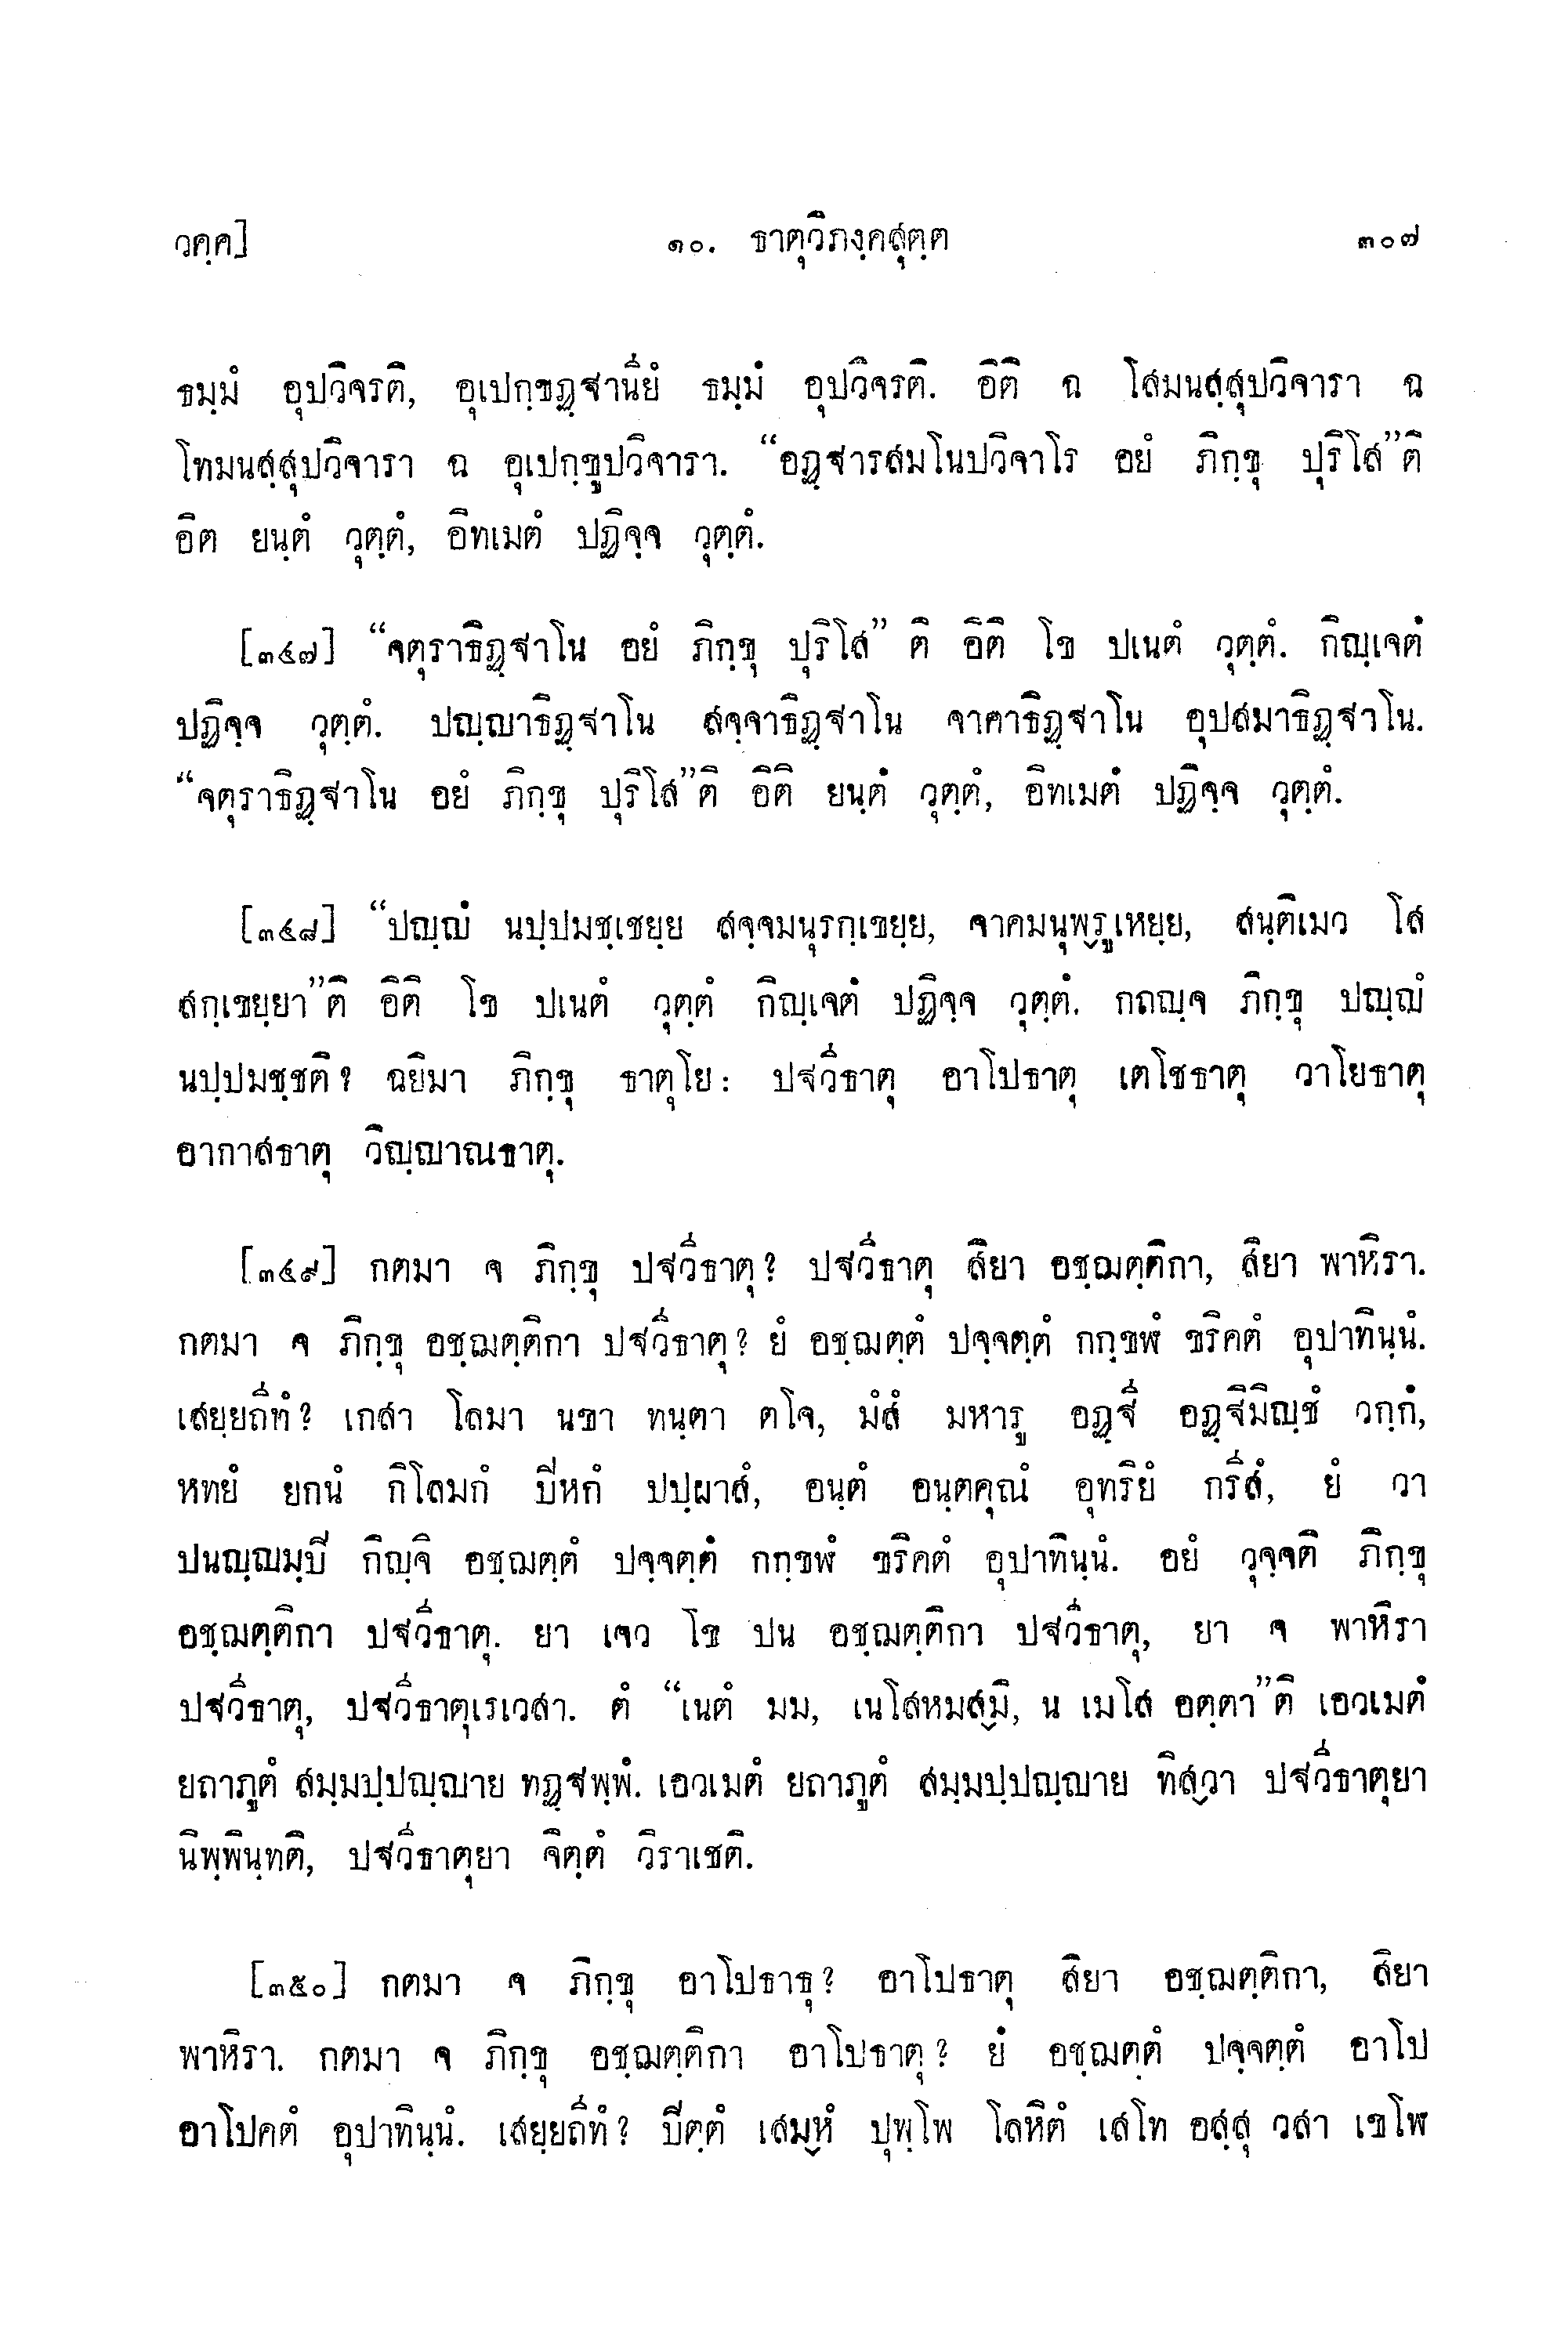 วคฺค]
๑๐. ธาตุวิภงฺคสุตฺต
๓๐๗
ธมฺมํ อุปวิจรติ, อุเปกฺขฏฺฐานียํ ธมฺมํ อุปวิจรติ. อิติ ฉ โสมนสฺสุปวิจารา ฉ
โทมนสฺสุปวิจารา ฉ อุเปกฺขูปวิจารา. “อฏฺฐารสมโนปวิจาโร อยํ ภิกฺขุ ปุริโส”ติ
อิต ยนฺตํ วุตฺตํ, อิทเมตํ ปฏิจฺจ วุตฺตํ.
[๓๔๗] “จตุราธิฏฺฐาโน อยํ ภิกฺขุ ปุริโส” ติ อิติ โข ปเนตํ วุตฺตํ. กิญฺเจตํ
ปฏิจฺจ วุตฺตํ. ปญฺญาธิฏฺฐาโน สจฺจาธิฏฺฐาโน จาคาธิฏฺฐาโน อุปสมาธิฏฺฐาโน.
“จตุราธิฏฺฐาโน อยํ ภิกฺขุ ปุริโส”ติ อิติ ยนฺตํ วุตฺตํ, อิทเมตํ ปฏิจฺจ วุตฺตํ.
[๓๔๘] “ปญฺญํ นปฺปมชฺเชยฺย สจฺจมนุรกฺเขยฺย, จาคมนุพฺรูเหยฺย, สนฺติเมว โส
สกฺเขยฺยา”ติ อิติ โข ปเนตํ วุตฺตํ กิญฺเจตํ ปฏิจฺจ วุตฺตํ. กถญฺจ ภิกฺขุ ปญฺญํ
นปฺปมชฺชติ? ฉยิมา ภิกฺขุ ธาตุโย: ปฐวีธาตุ อาโปธาตุ เตโชธาตุ วาโยธาตุ
อากาสธาตุ วิญฺญาณธาตุ.
[๓๔๙] กตมา จ ภิกฺขุ ปฐวีธาตุ? ปฐวีธาตุ สิยา อชฺฌตฺติกา, สิยา พาหิรา.
กตมา จ ภิกฺขุ อชฺฌตฺติกา ปฐวีธาตุ? ยํ อชฺฌตฺตํ ปจฺจตฺตํ กกฺขฬํ ขริคตํ อุปาทินฺนํ.
เสยฺยถีทํ? เกสา โลมา นขา ทนฺตา ตโจ, มํสํ มหารู อฏฺฐี อฏฺฐิมิญฺชํ วกฺกํ,
หทยํ ยกนํ กิโลมกํ ปิหกํ ปปฺผาสํ, อนฺตํ อนฺตคุณํ อุทริยํ กรีสํ, ยํ วา
ปนญฺญมฺปิ กิญฺจิ อชฺฌตฺตํ ปจฺจตฺตํ กกฺขฬํ ขริคตํ อุปาทินฺนํ. อยํ วุจฺจติ ภิกฺขุ
อชฺฌตฺติกา ปฐวีธาตุ. ยา เจว โข ปน อชฺฌตฺติกา ปฐวีธาตุ, ยา จ พาหิรา
ปฐวีธาตุ, ปฐวีธาตุเรเวสา. ตํ “เนตํ มม, เนโสหมสฺมิ, น เมโส อตฺตา”ติ เอวเมตํ
ยถาภูตํ สมฺมปฺปญฺญาย ทฏฺฐพฺพํ. เอวเมตํ ยถาภูตํ สมฺมปฺปญฺญาย ทิสฺวา ปฐวีธาตุยา
นิพฺพินฺทติ, ปฐวีธาตุยา จิตฺตํ วิราเชติ.
[๓๕๐] กตมา จ ภิกฺขุ อาโปธาธุ? อาโปธาตุ สิยา อชฺฌตฺติกา, สิยา
พาหิรา. กตมา จ ภิกฺขุ อชฺฌตฺติกา อาโปธาตุ? ยํ อชฺฌตฺตํ ปจฺจตฺตํ อาโป
อาโปคตํ อุปาทินฺนํ. เสยฺยถีทํ? ปิตฺตํ เสมฺหํ ปุพฺโพ โลหิตํ เสโท อสฺสุ วสา เขโฬ